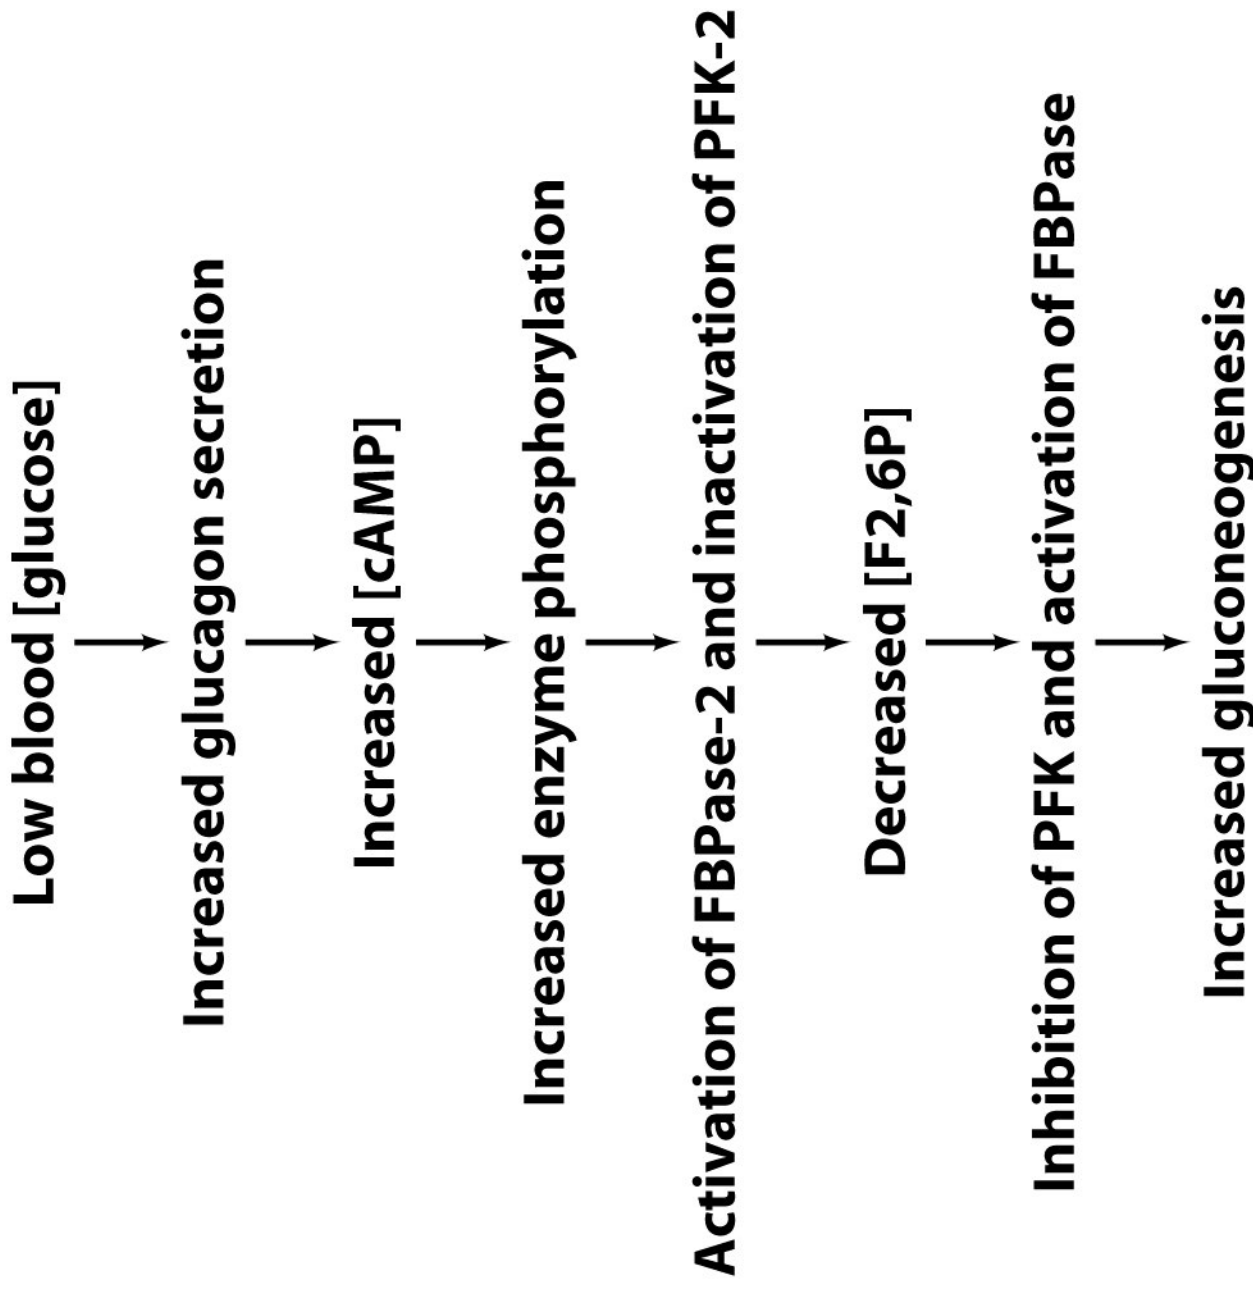 Low blood [glucose]
Increased glucagon secretion
Increased [cAMP]
Increased enzyme phosphorylation
Activation of FBPase-2 and inactivation of PFK-2
Decreased [F2,6P]
Inhibition of PFK and activation of FBPase
Increased gluconeogenesis